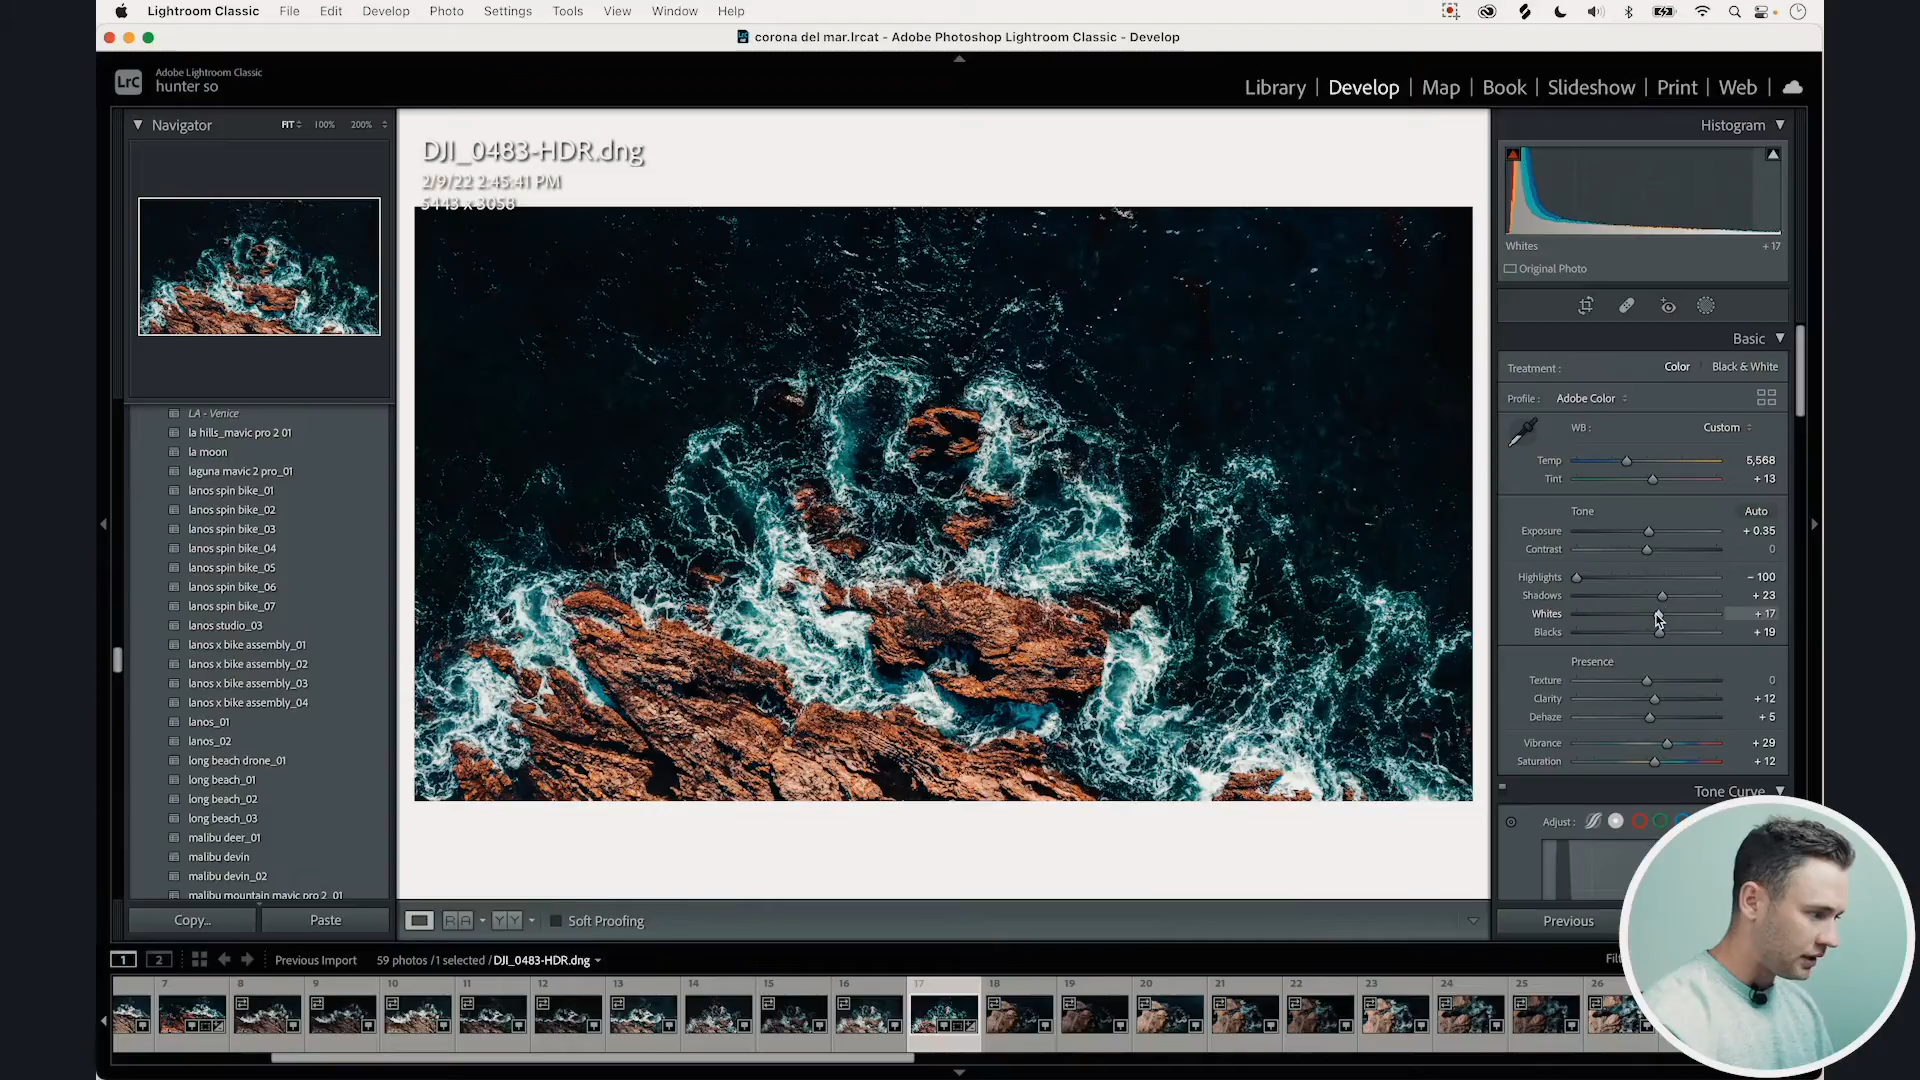 Lightroom Classic File Edit Develop Photo Settings Tools View Window Help
corona del mar.lrcat - Adobe Photoshop Lightroom Classic - Develop
LrC
Adobe Lightroom Classic
hunter so
Library | Develop | Map | Book | Slideshow | Print | Web
Navigator FIT 100% 200%
LA - Venice
la hills_mavic pro 2 01
la moon
laguna mavic 2 pro_01
lanos spin bike_01
lanos spin bike_02
lanos spin bike_03
lanos spin bike_04
lanos spin bike_05
lanos spin bike_06
lanos spin bike_07
lanos studio_03
lanos x bike assembly_01
lanos x bike assembly_02
lanos x bike assembly_03
lanos x bike assembly_04
lanos_01
lanos_02
long beach drone_01
long beach_01
long beach_02
long beach_03
malibu deer_01
malibu devin
malibu devin_02
malibu mountain mavic pro 2_01
Copy... Paste
DJI_0483-HDR.dng
2/9/22 2:45:41 PM
5443 x 3058
Soft Proofing
Histogram
Whites + 17
Original Photo
Basic
Treatment : Color Black & White
Profile : Adobe Color
WB : Custom
Temp 5,568
Tint + 13
Tone Auto
Exposure + 0.35
Contrast 0
Highlights – 100
Shadows + 23
Whites + 17
Blacks + 19
Presence
Texture 0
Clarity + 12
Dehaze + 5
Vibrance + 29
Saturation + 12
Tone Curve
Adjust :
Previous
1 2 Previous Import 59 photos /1 selected /DJI_0483-HDR.dng
7 8 9 10 11 12 13 14 15 16 17 18 19 20 21 22 23 24 25 26